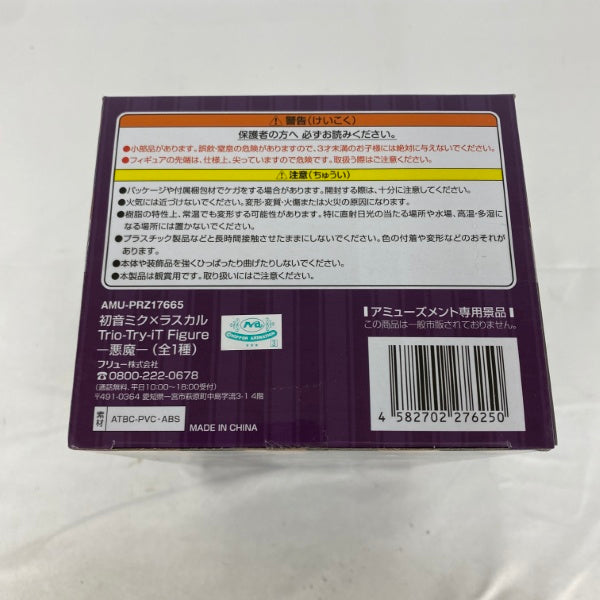 ⚠警告(けいこく)
保護者の方へ 必ずお読みください。
●小部品があります。誤飲・窒息の危険がありますので、3才未満のお子様には絶対に与えないでください。
●フィギュアの先端は、仕様上、尖っていますので危険です。取扱う際はご注意ください。
⚠注意(ちゅうい)
●パッケージや付属梱包材でケガをする場合があります。開封する際は、十分に注意してください。
●火気には近づけないでください。変形・変質・火傷または火災の原因になります。
●樹脂の特性上、常温でも変形する可能性があります。特に直射日光の当たる場所や水場、高温・多湿に
なる場所には置かないでください。
●プラスチック製品などと長時間接触させたままにしないでください。色の付着や変形などのおそれが
あります。
●本体や装飾品を強くひっぱったり曲げたりしないでください。
●本製品は観賞用です。取り扱いにはご注意ください。
AMU-PRZ17665
初音ミク×ラスカル
Trio-Try-iT Figure
―悪魔―(全1種)
フリュー株式会社
☎0800-222-0678
(通話無料、平日10:00~18:00受付)
〒491-0364 愛知県一宮市萩原町中島字流3-1 4階
素材 ATBC-PVC・ABS
MADE IN CHINA
NIPPON ANIMATION
アミューズメント専用景品
この商品は一般市販されておりません。
4 582702 276250